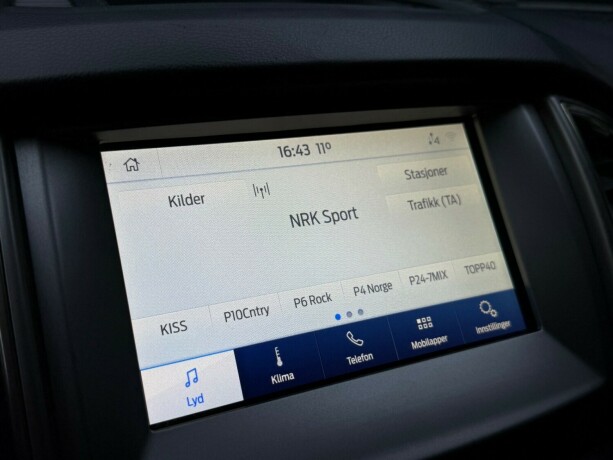 16:43 11°
Kilder
Stasjoner
NRK Sport
Trafikk (TA)
KISS
P10Cntry
P6 Rock
P4 Norge
P24-7MIX
TOPP40
Lyd
Klima
Telefon
Mobilapper
Innstillinger